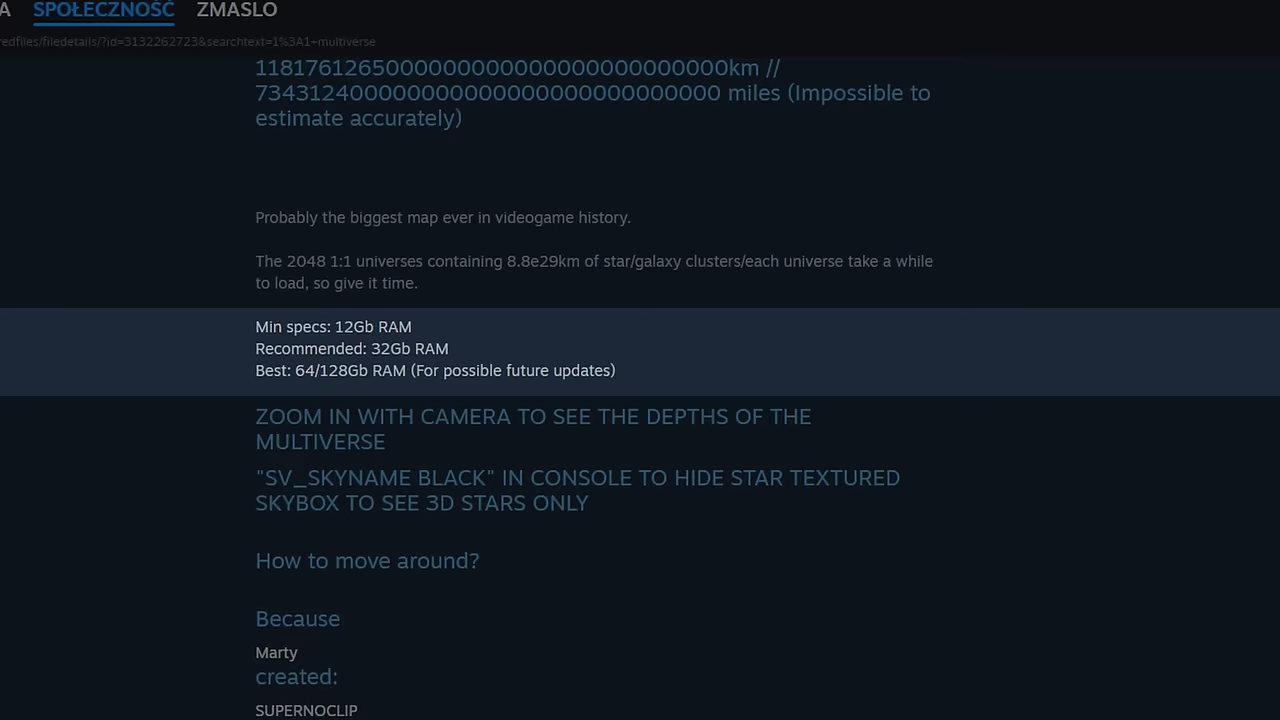 A SPOŁECZNOŚĆ ZMASLO
redfiles/filedetails/?id=3132262723&searchtext=1%3A1+multiverse
118176126500000000000000000000000km //
73431240000000000000000000000000 miles (Impossible to
estimate accurately)
Probably the biggest map ever in videogame history.
The 2048 1:1 universes containing 8.8e29km of star/galaxy clusters/each universe take a while
to load, so give it time.
Min specs: 12Gb RAM
Recommended: 32Gb RAM
Best: 64/128Gb RAM (For possible future updates)
ZOOM IN WITH CAMERA TO SEE THE DEPTHS OF THE
MULTIVERSE
"SV_SKYNAME BLACK" IN CONSOLE TO HIDE STAR TEXTURED
SKYBOX TO SEE 3D STARS ONLY
How to move around?
Because
Marty
created:
SUPERNOCLIP